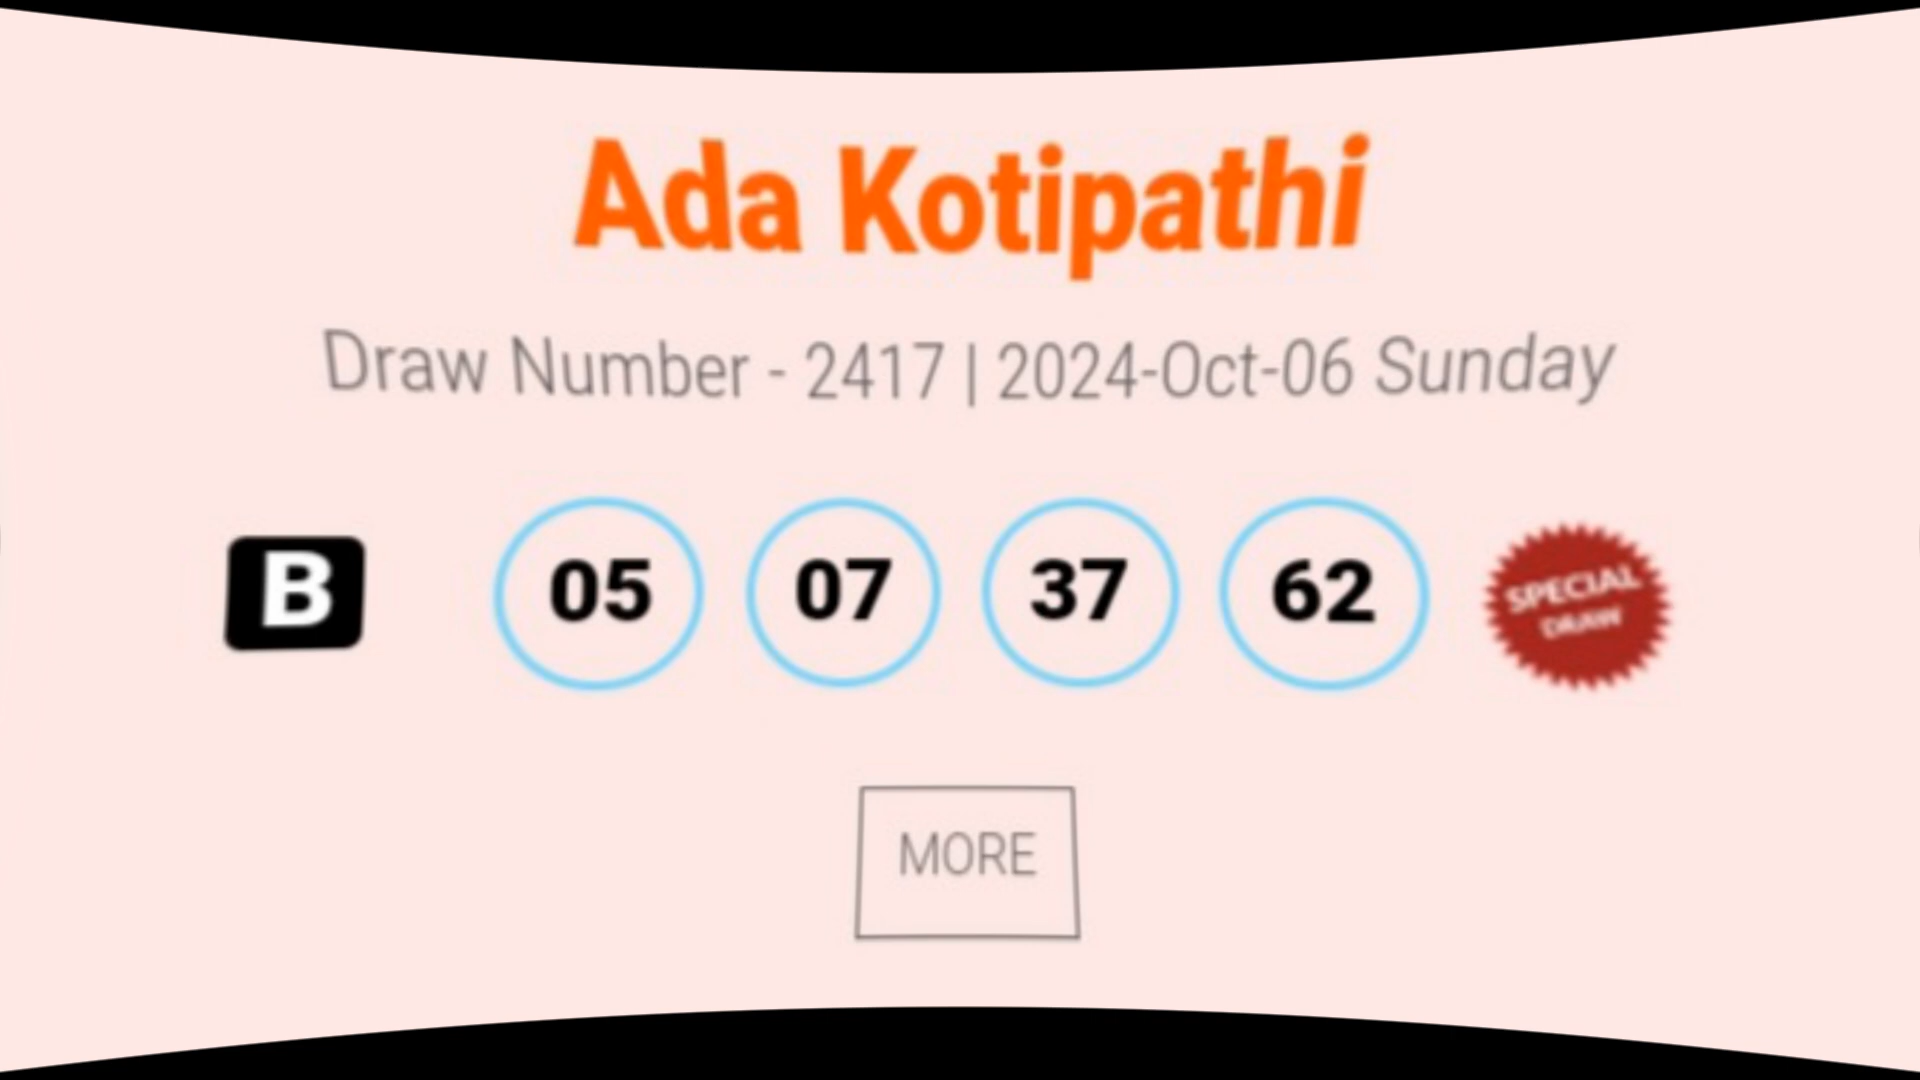 Ada Kotipathi
Draw Number - 2417 | 2024-Oct-06 Sunday
B 05 07 37 62 SPECIAL
DRAW
MORE